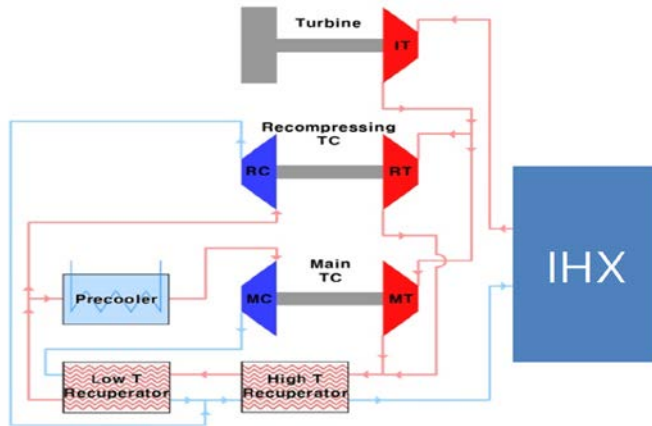 Turbine
IT
Recompressing
TC
RC
RT
IHX
Main
TC
Precooler
MC
MT
Low T
Recuperator
High T
Recuperator